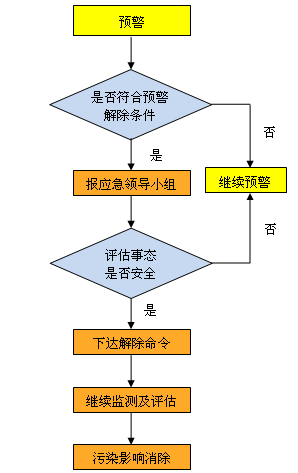 预警
是否符合预警
解除条件
否
是
报应急领导小组
继续预警
评估事态
是否安全
否
是
下达解除命令
继续监测及评估
污染影响消除